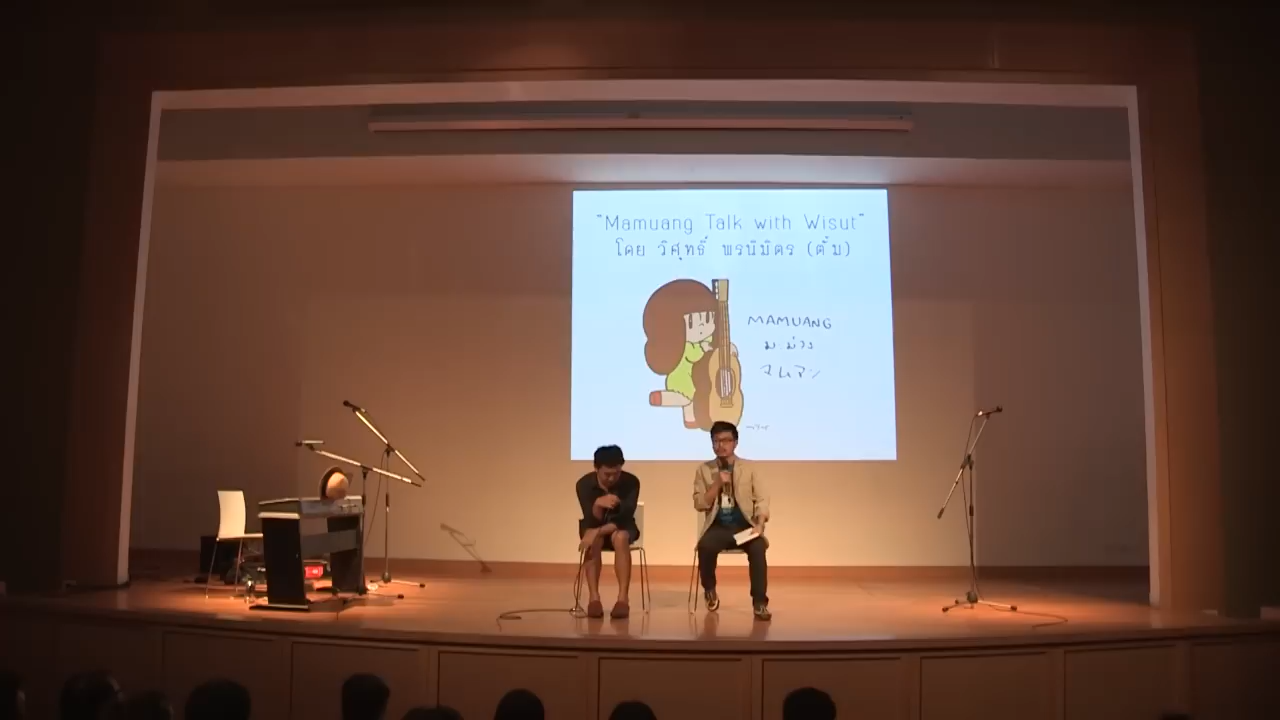 "Mamuang Talk with Wisut"
โดย วิศุทธิ์ พรนิมิตร (ตั้ม)
MAMUANG
มะม่วง